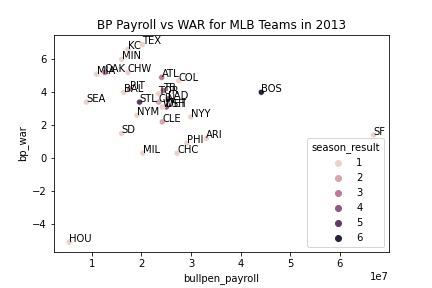 BP Payroll vs WAR for MLB Teams in 2013
TEX
KC
MIN
MIA
OAK
CHW
ATL
COL
BAL
PIT
BOS
SEA
STL
NYM
NYY
CLE
SD
PHI
ARI
SF
MIL
CHC
HOU
6
4
2
0
−2
−4
bp_war
season_result
1
2
3
4
5
6
1 2 3 4 5 6
1e7
bullpen_payroll